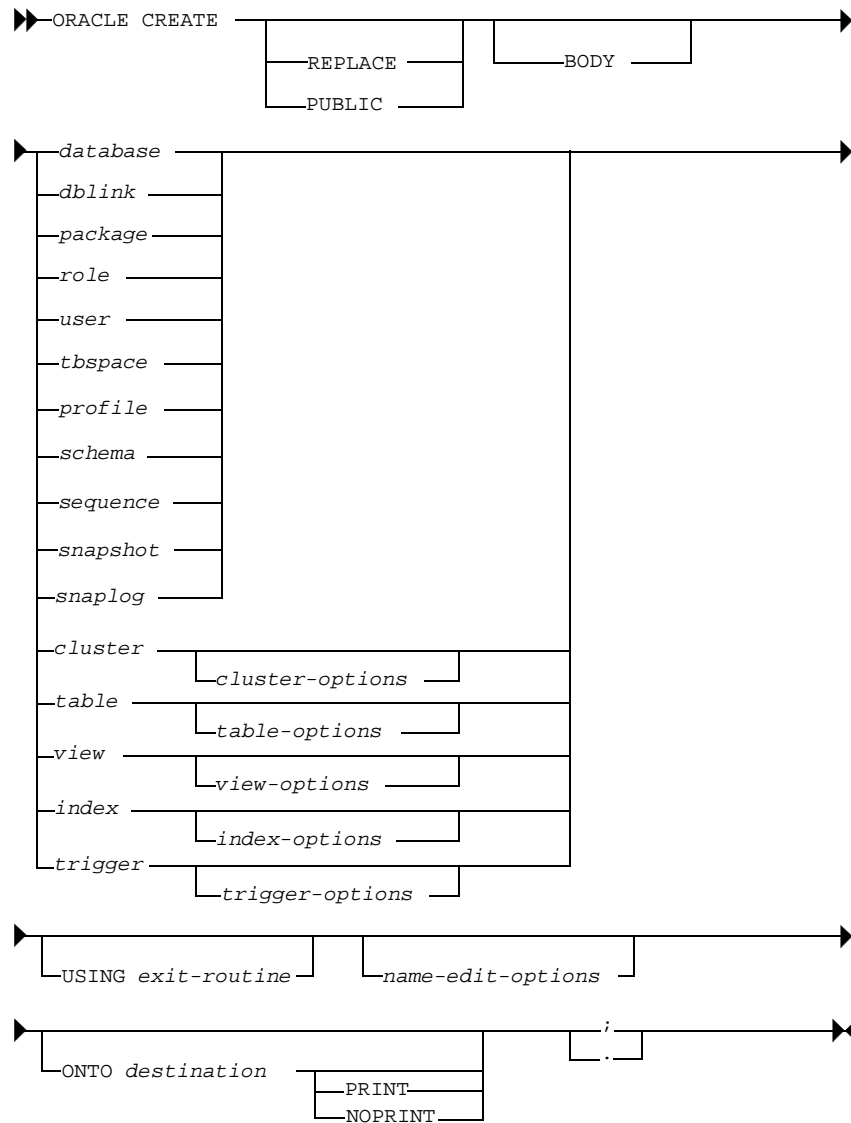 ORACLE CREATE
REPLACE
BODY
PUBLIC
database
dblink
package
role
user
tbspace
profile
schema
sequence
snapshot
snaplog
cluster
cluster-options
table
table-options
view
view-options
index
index-options
trigger
trigger-options
USING exit-routine
name-edit-options
;
ONTO destination
.
PRINT
NOPRINT